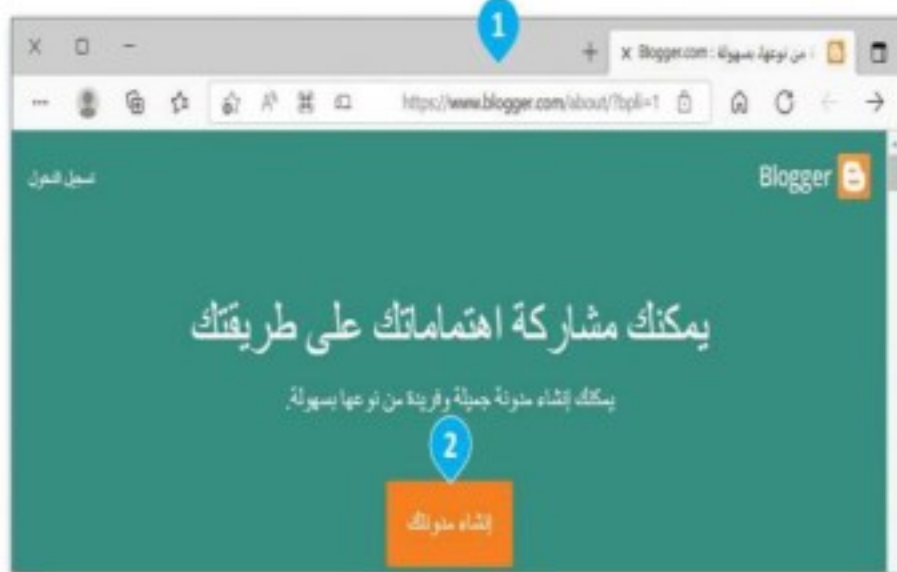 1
Blogger.com : من نوعها، بسهولة
https://www.blogger.com/about/?bpli=1
Blogger
تسجيل الدخول
يمكنك مشاركة اهتماماتك على طريقتك
يمكنك إنشاء مدونة جميلة وفريدة من نوعها بسهولة.
2
إنشاء مدونتك